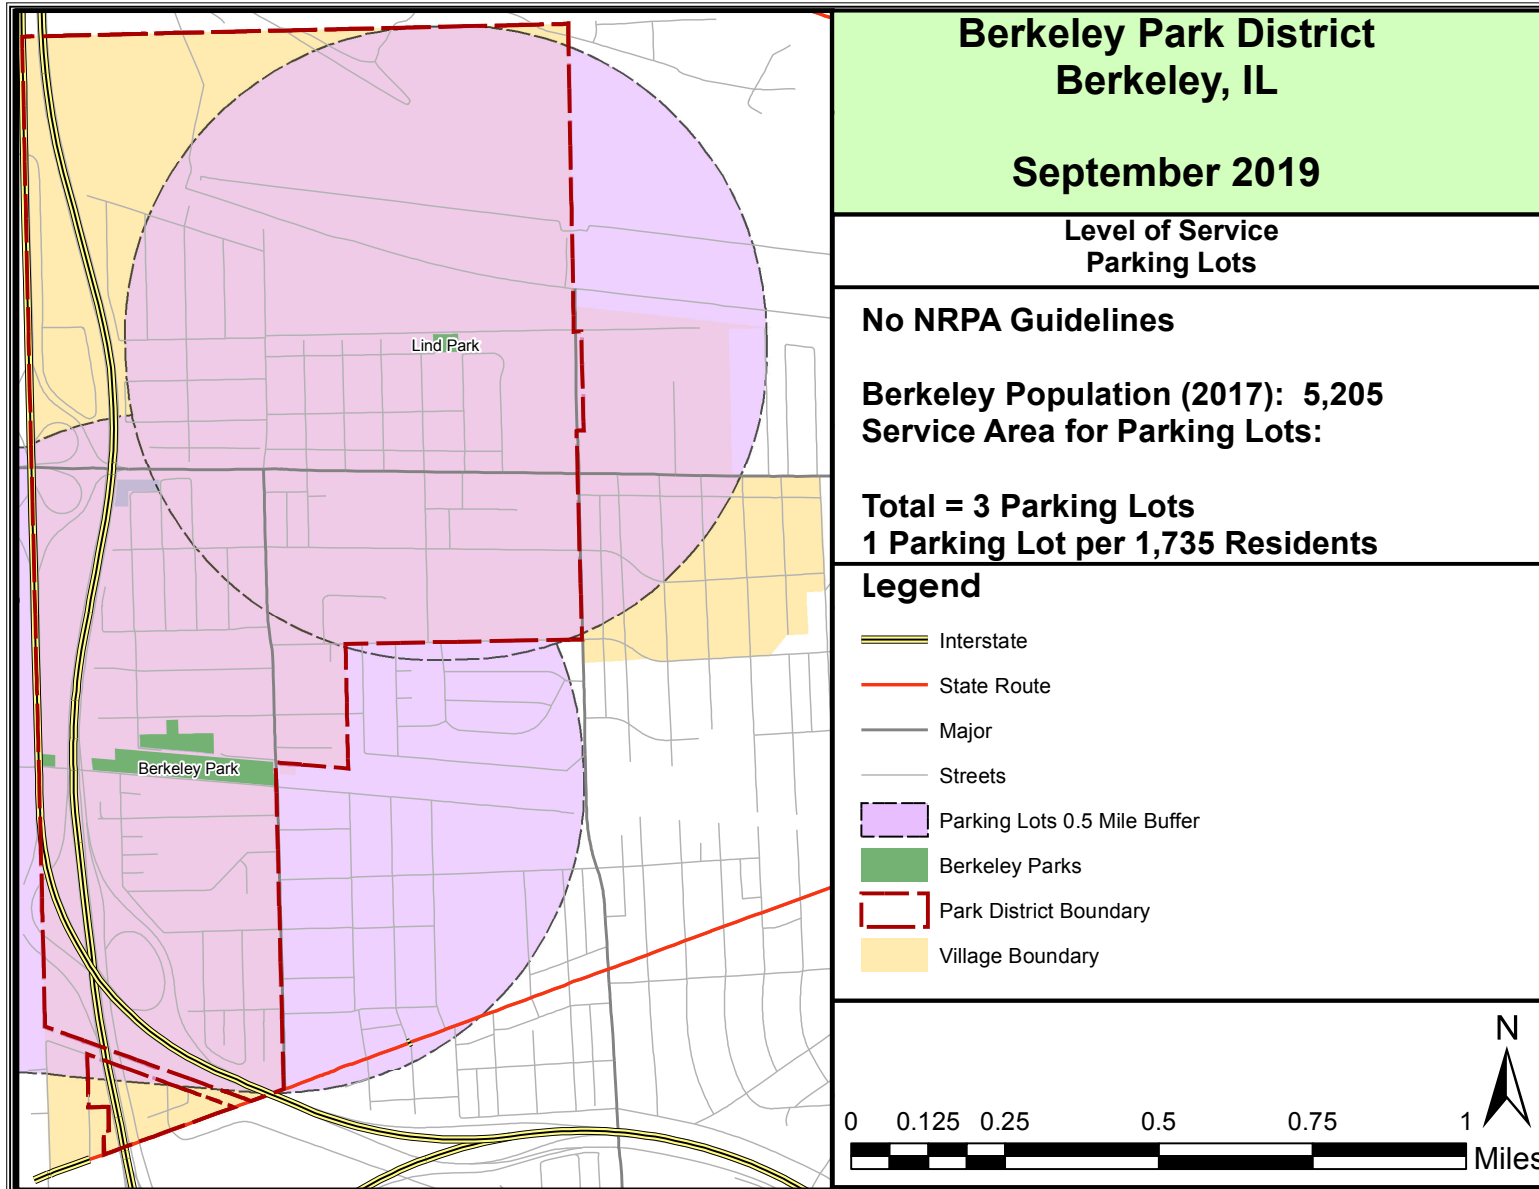 Berkeley Park District
Berkeley, IL
September 2019
Level of Service
Parking Lots
No NRPA Guidelines
Berkeley Population (2017):  5,205
Service Area for Parking Lots:
Total = 3 Parking Lots
1 Parking Lot per 1,735 Residents
Legend
Interstate
State Route
Major
Streets
Parking Lots 0.5 Mile Buffer
Berkeley Parks
Park District Boundary
Village Boundary
N
0 0.125 0.25 0.5 0.75 1
Miles
Lind Park
Berkeley Park